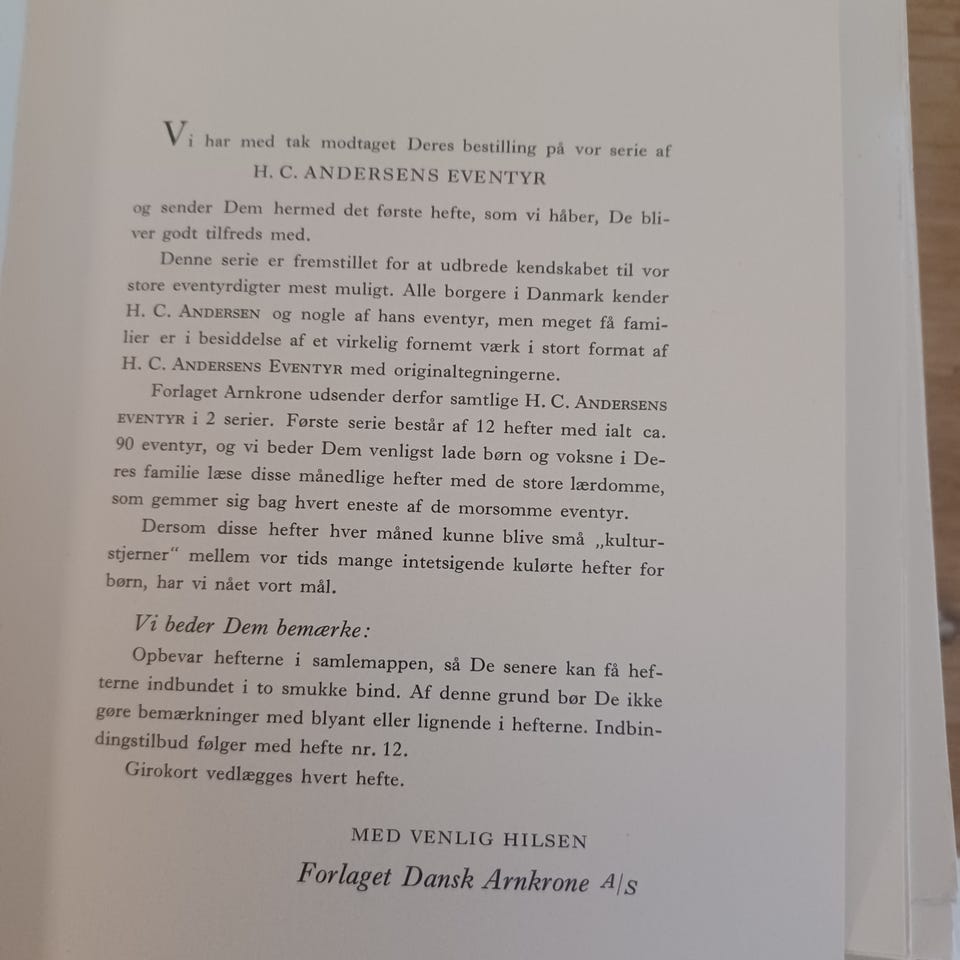 Vi har med tak modtaget Deres bestilling på vor serie af
H. C. ANDERSENS EVENTYR
og sender Dem hermed det første hefte, som vi håber, De bli-
ver godt tilfreds med.
Denne serie er fremstillet for at udbrede kendskabet til vor
store eventyrdigter mest muligt. Alle borgere i Danmark kender
H. C. ANDERSEN og nogle af hans eventyr, men meget få fami-
lier er i besiddelse af et virkelig fornemt værk i stort format af
H. C. ANDERSENS EVENTYR med originaltegningerne.
Forlaget Arnkrone udsender derfor samtlige H. C. ANDERSENS
EVENTYR i 2 serier. Første serie består af 12 hefter med ialt ca.
90 eventyr, og vi beder Dem venligst lade børn og voksne i De-
res familie læse disse månedlige hefter med de store lærdomme,
som gemmer sig bag hvert eneste af de morsomme eventyr.
Dersom disse hefter hver måned kunne blive små „kultur-
stjerner“ mellem vor tids mange intetsigende kulørte hefter for
børn, har vi nået vort mål.
Vi beder Dem bemærke:
Opbevar hefterne i samlemappen, så De senere kan få hef-
terne indbundet i to smukke bind. Af denne grund bør De ikke
gøre bemærkninger med blyant eller lignende i hefterne. Indbin-
dingstilbud følger med hefte nr. 12.
Girokort vedlægges hvert hefte.
MED VENLIG HILSEN
Forlaget Dansk Arnkrone A/S